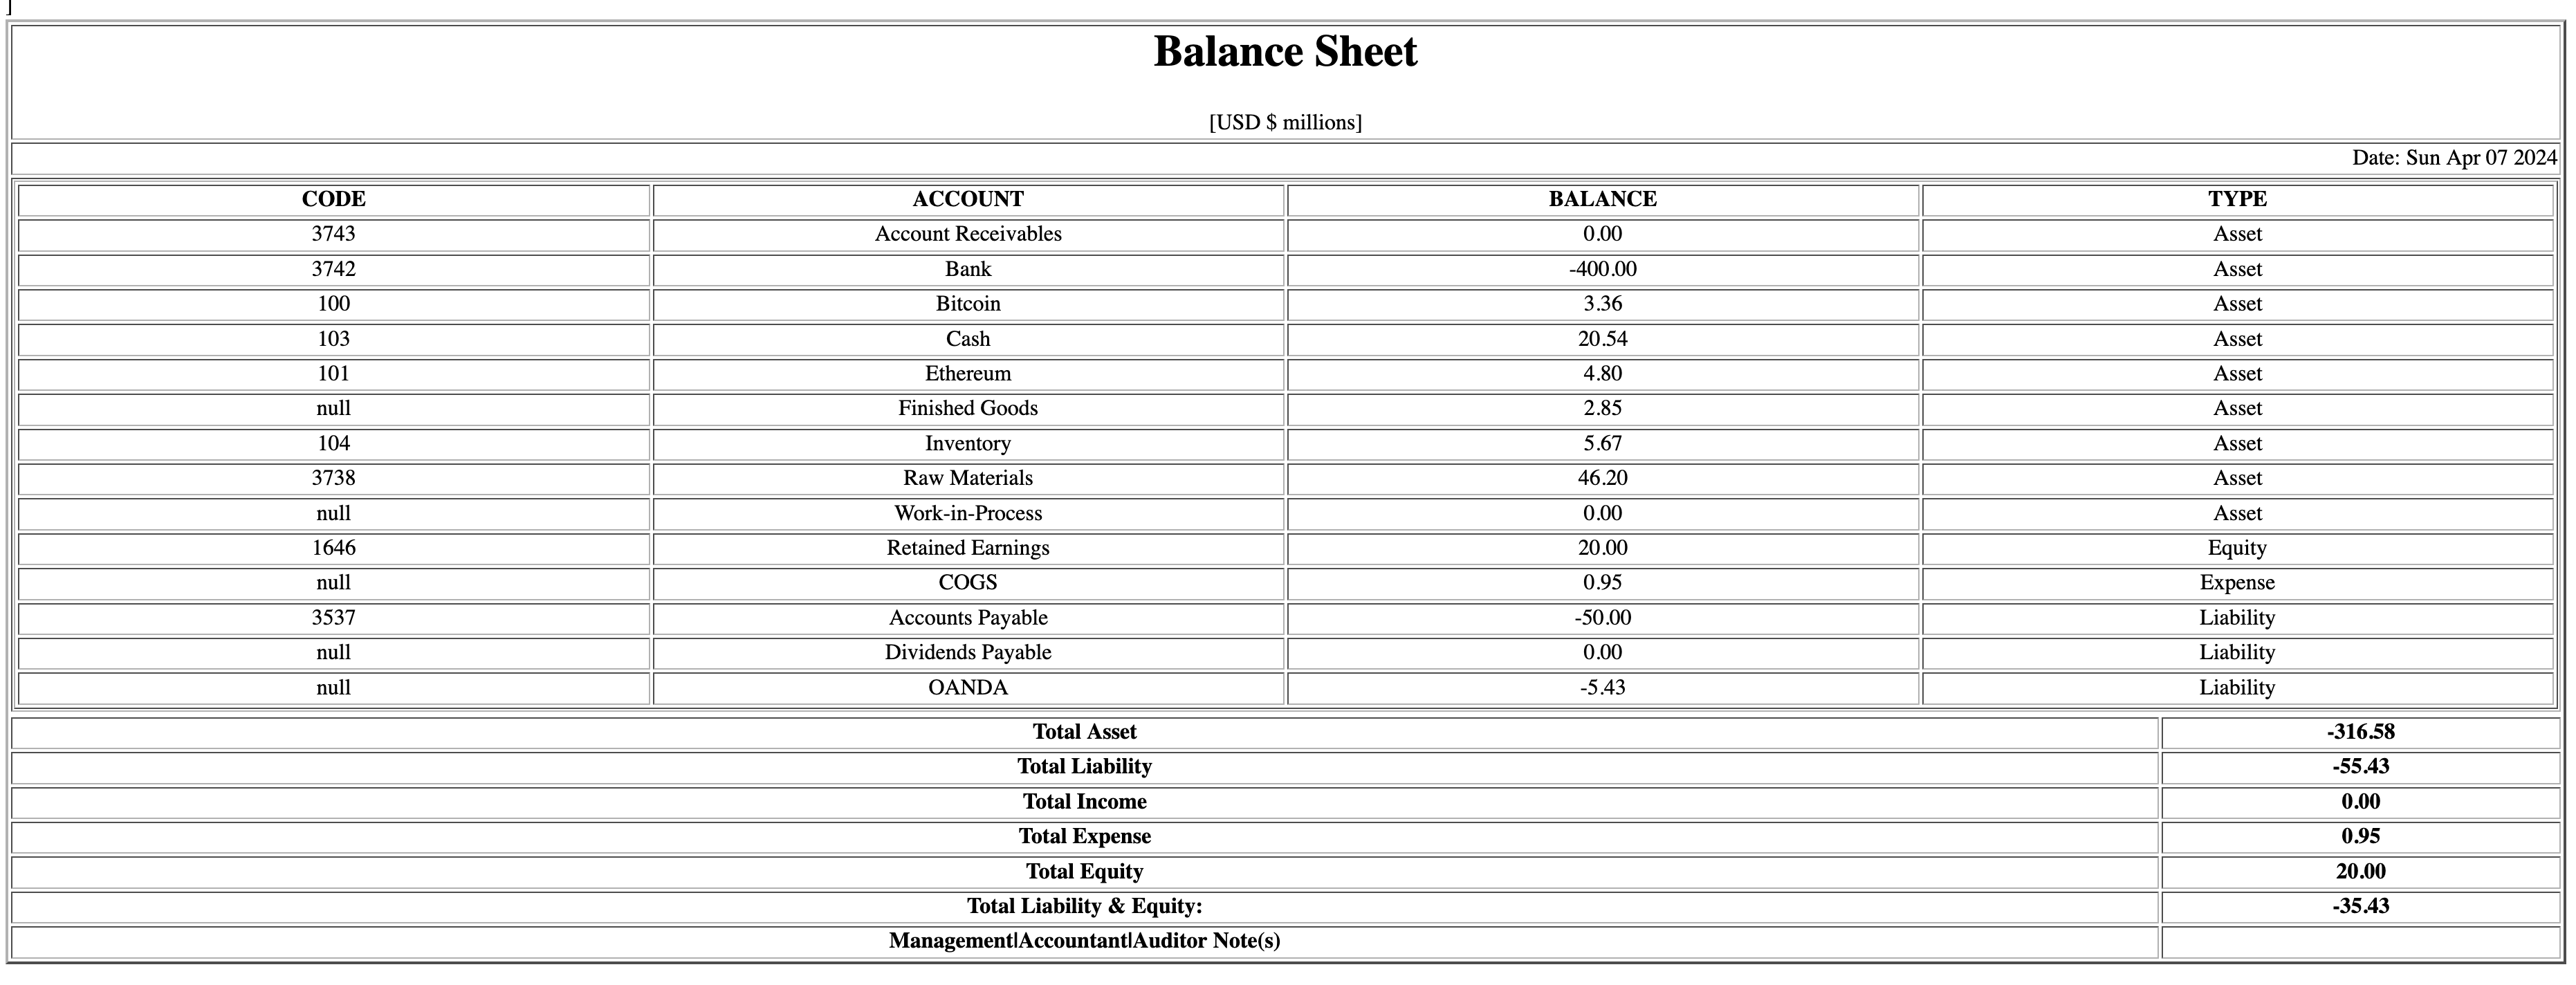 ]
Balance Sheet
[USD $ millions]
Date: Sun Apr 07 2024
CODE ACCOUNT BALANCE TYPE
3743 Account Receivables 0.00 Asset
3742 Bank -400.00 Asset
100 Bitcoin 3.36 Asset
103 Cash 20.54 Asset
101 Ethereum 4.80 Asset
null Finished Goods 2.85 Asset
104 Inventory 5.67 Asset
3738 Raw Materials 46.20 Asset
null Work-in-Process 0.00 Asset
1646 Retained Earnings 20.00 Equity
null COGS 0.95 Expense
3537 Accounts Payable -50.00 Liability
null Dividends Payable 0.00 Liability
null OANDA -5.43 Liability
Total Asset -316.58
Total Liability -55.43
Total Income 0.00
Total Expense 0.95
Total Equity 20.00
Total Liability & Equity: -35.43
Management|Accountant|Auditor Note(s)